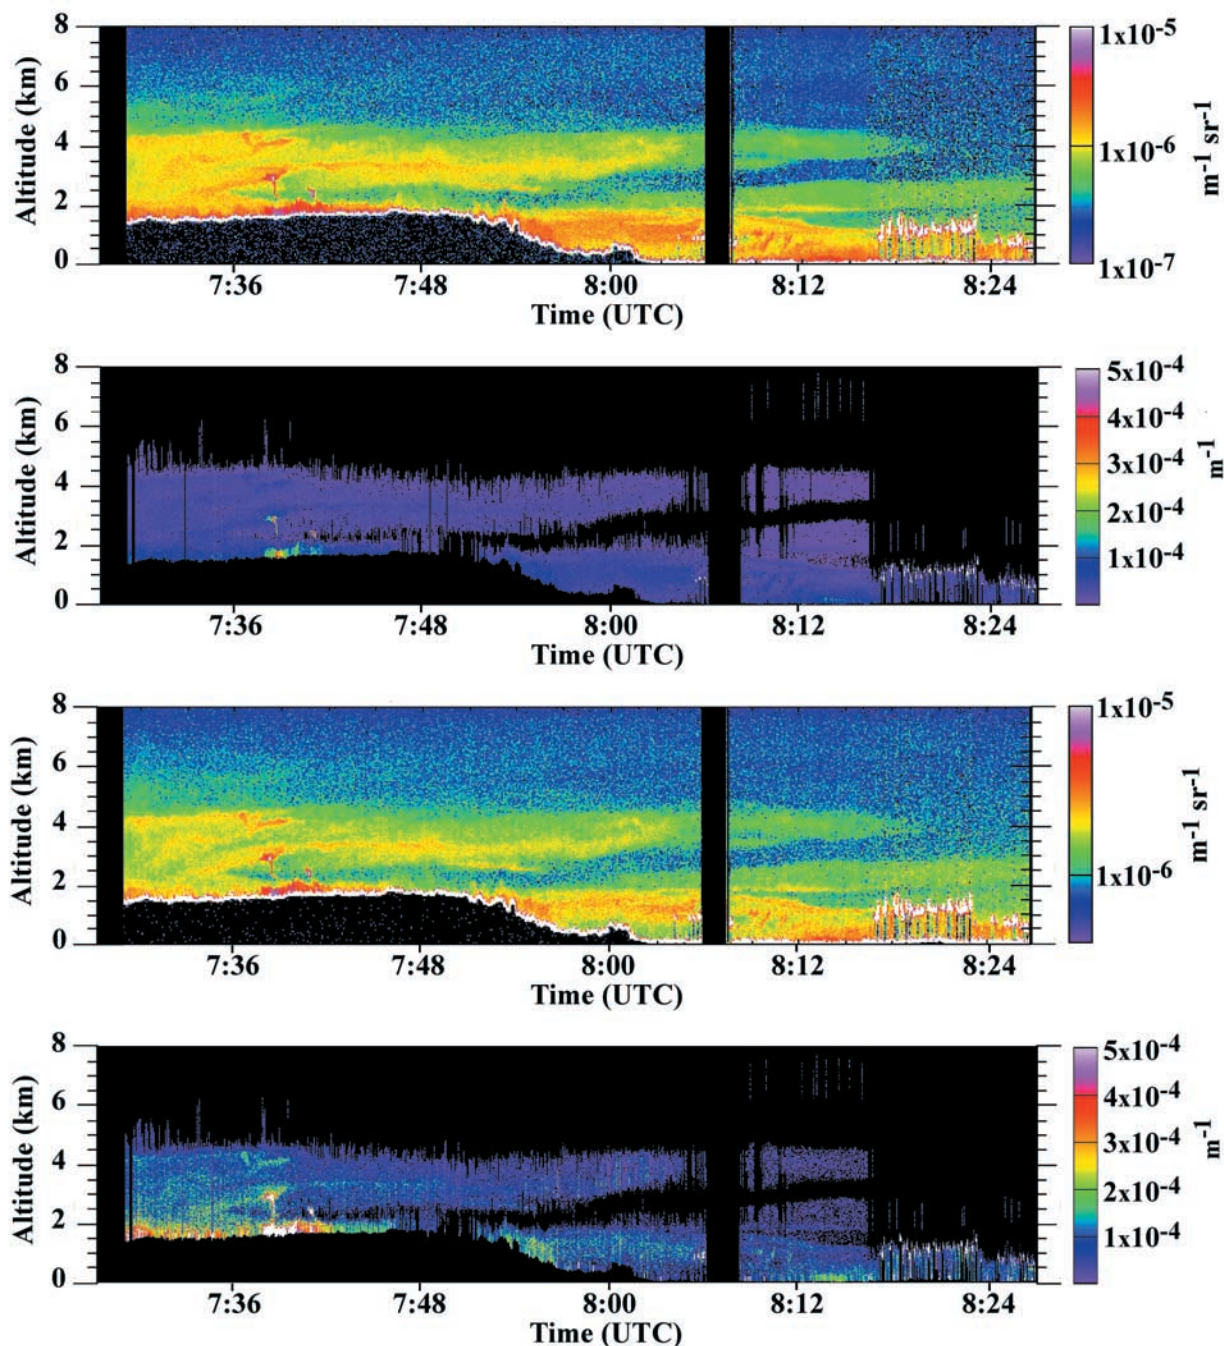 8
6
4
2
0
Altitude (km)
7:36 7:48 8:00 8:12 8:24
Time (UTC)
1x10-5
1x10-6
1x10-7
m-1 sr-1
8
6
4
2
0
Altitude (km)
7:36 7:48 8:00 8:12 8:24
Time (UTC)
5x10-4
4x10-4
3x10-4
2x10-4
1x10-4
m-1
8
6
4
2
0
Altitude (km)
7:36 7:48 8:00 8:12 8:24
Time (UTC)
1x10-5
1x10-6
m-1 sr-1
8
6
4
2
0
Altitude (km)
7:36 7:48 8:00 8:12 8:24
Time (UTC)
5x10-4
4x10-4
3x10-4
2x10-4
1x10-4
m-1